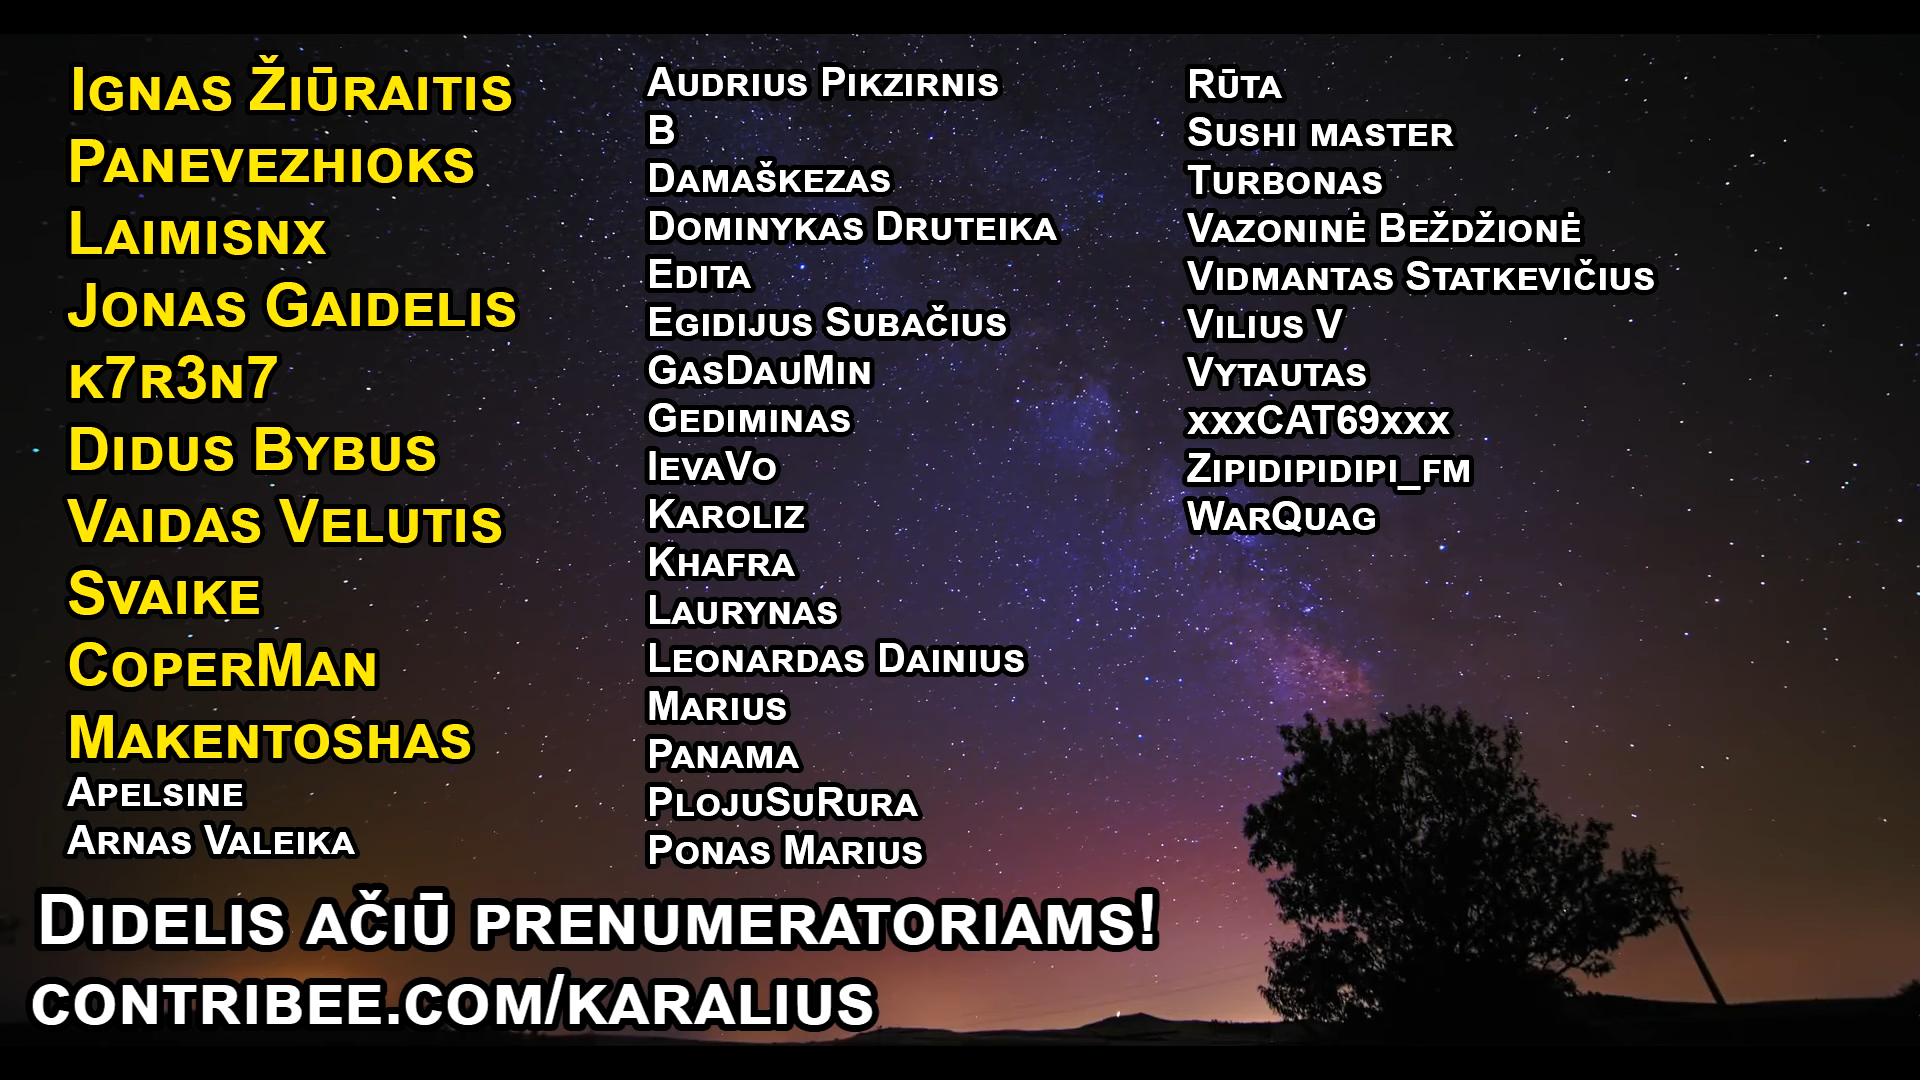 Ignas Žiūraitis
Panevezhioks
Laimisnx
Jonas Gaidelis
k7r3n7
Didus Bybus
Vaidas Velutis
Svaike
CoperMan
Makentoshas
Apelsine
Arnas Valeika
Audrius Pikzirnis
B
Damaškezas
Dominykas Druteika
Edita
Egidijus Subačius
GasDauMin
Gediminas
IevaVo
Karoliz
Khafra
Laurynas
Leonardas Dainius
Marius
Panama
PlojuSuRura
Ponas Marius
Rūta
Sushi master
Turbonas
Vazoninė Beždžionė
Vidmantas Statkevičius
Vilius V
Vytautas
xxxCAT69xxx
Zipidipidipi_fm
WarQuag
Didelis ačiū prenumeratoriams!
contribee.com/karalius